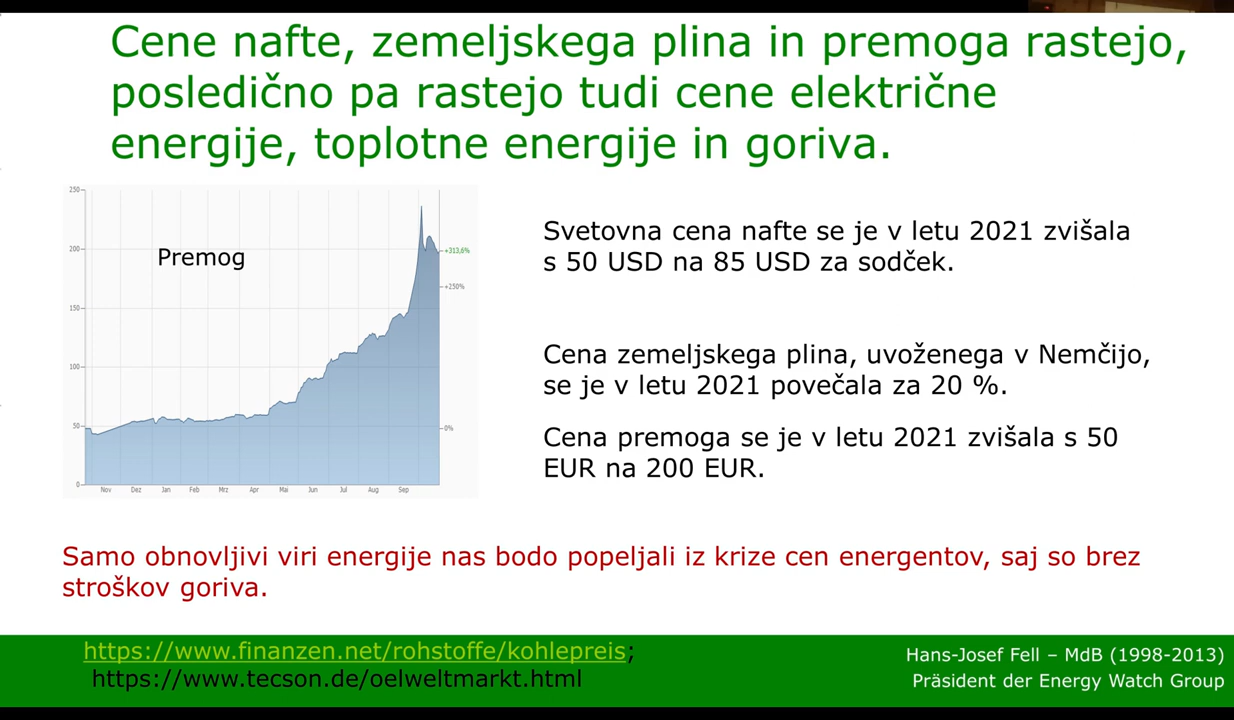 Cene nafte, zemeljskega plina in premoga rastejo,
posledično pa rastejo tudi cene električne
energije, toplotne energije in goriva.
250
200
150
100
50
0
Premog
+313,6%
+250%
0%
Nov Dez Jan Feb Mrz Apr Mai Jun Jul Aug Sep
Svetovna cena nafte se je v letu 2021 zvišala
s 50 USD na 85 USD za sodček.
Cena zemeljskega plina, uvoženega v Nemčijo,
se je v letu 2021 povečala za 20 %.
Cena premoga se je v letu 2021 zvišala s 50
EUR na 200 EUR.
Samo obnovljivi viri energije nas bodo popeljali iz krize cen energentov, saj so brez
stroškov goriva.
https://www.finanzen.net/rohstoffe/kohlepreis;
https://www.tecson.de/oelweltmarkt.html
Hans-Josef Fell – MdB (1998-2013)
Präsident der Energy Watch Group